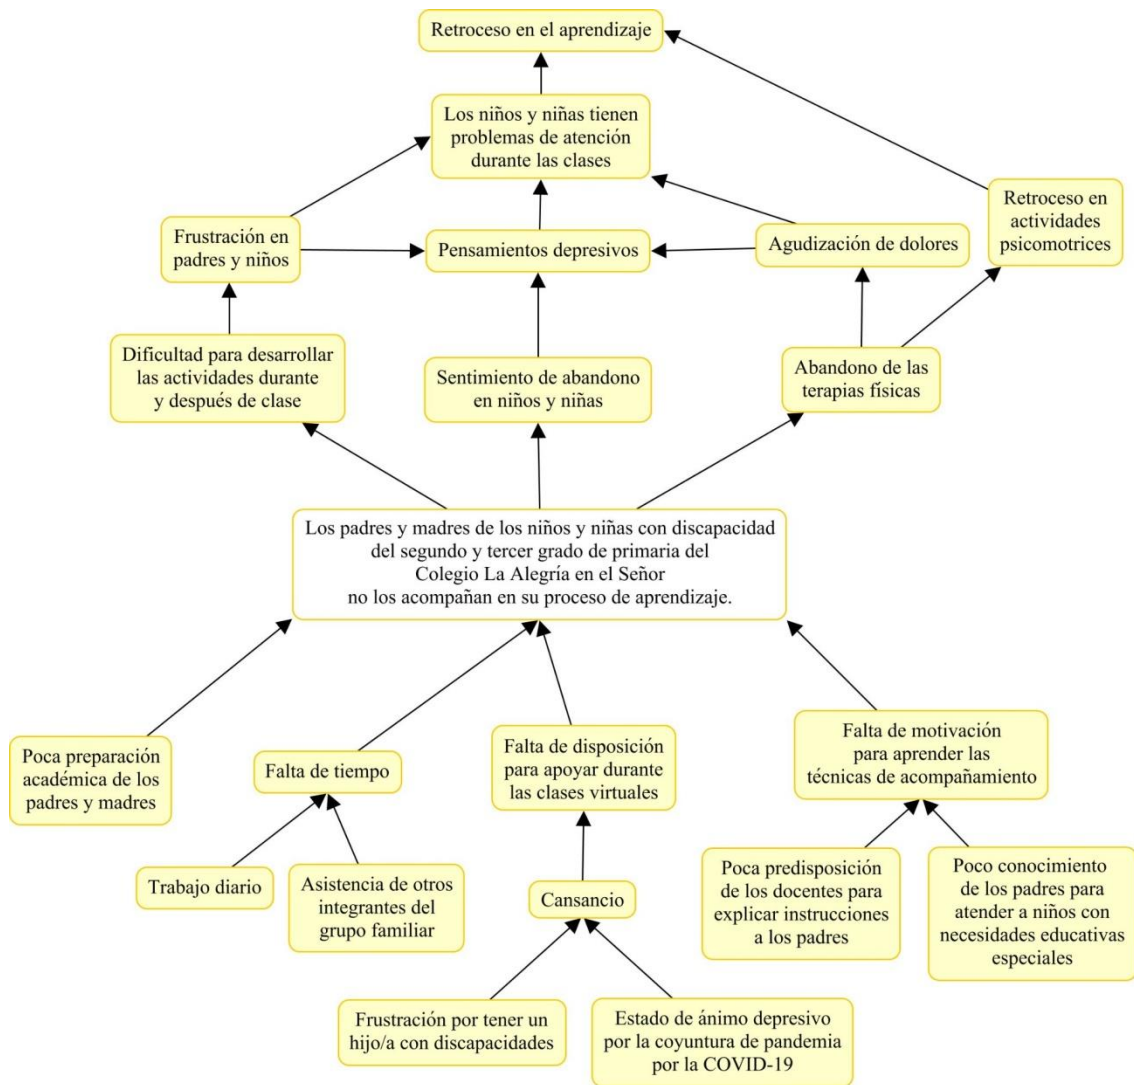 Retroceso en el aprendizaje
Los niños y niñas tienen
problemas de atención
durante las clases
Retroceso en
actividades
psicomotrices
Frustración en
padres y niños
Pensamientos depresivos
Agudización de dolores
Dificultad para desarrollar
las actividades durante
y después de clase
Sentimiento de abandono
en niños y niñas
Abandono de las
terapias físicas
Los padres y madres de los niños y niñas con discapacidad
del segundo y tercer grado de primaria del
Colegio La Alegría en el Señor
no los acompañan en su proceso de aprendizaje.
Poca preparación
académica de los
padres y madres
Falta de tiempo
Falta de disposición
para apoyar durante
las clases virtuales
Falta de motivación
para aprender las
técnicas de acompañamiento
Trabajo diario
Asistencia de otros
integrantes del
grupo familiar
Cansancio
Poca predisposición
de los docentes para
explicar instrucciones
a los padres
Poco conocimiento
de los padres para
atender a niños con
necesidades educativas
especiales
Frustración por tener un
hijo/a con discapacidades
Estado de ánimo depresivo
por la coyuntura de pandemia
por la COVID-19